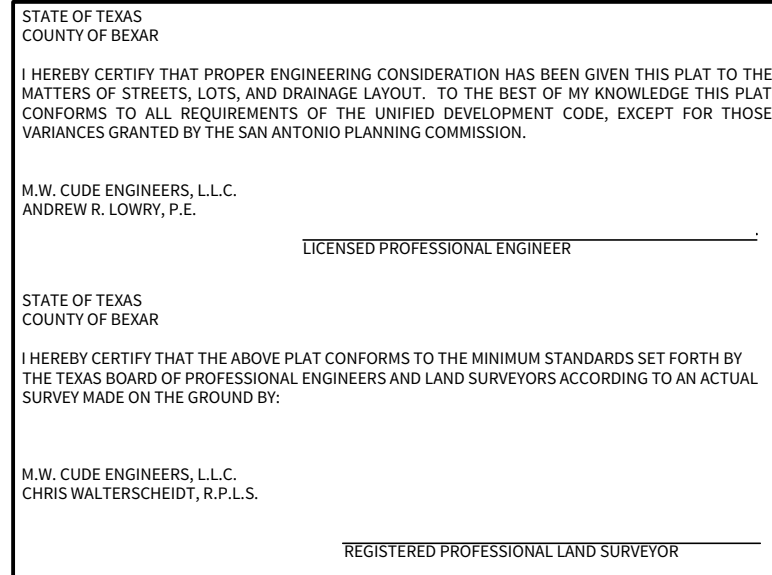 STATE OF TEXAS
COUNTY OF BEXAR
I HEREBY CERTIFY THAT PROPER ENGINEERING CONSIDERATION HAS BEEN GIVEN THIS PLAT TO THE
MATTERS OF STREETS, LOTS, AND DRAINAGE LAYOUT. TO THE BEST OF MY KNOWLEDGE THIS PLAT
CONFORMS TO ALL REQUIREMENTS OF THE UNIFIED DEVELOPMENT CODE, EXCEPT FOR THOSE
VARIANCES GRANTED BY THE SAN ANTONIO PLANNING COMMISSION.
M.W. CUDE ENGINEERS, L.L.C.
ANDREW R. LOWRY, P.E.
LICENSED PROFESSIONAL ENGINEER
STATE OF TEXAS
COUNTY OF BEXAR
I HEREBY CERTIFY THAT THE ABOVE PLAT CONFORMS TO THE MINIMUM STANDARDS SET FORTH BY
THE TEXAS BOARD OF PROFESSIONAL ENGINEERS AND LAND SURVEYORS ACCORDING TO AN ACTUAL
SURVEY MADE ON THE GROUND BY:
M.W. CUDE ENGINEERS, L.L.C.
CHRIS WALTERSCHEIDT, R.P.L.S.
REGISTERED PROFESSIONAL LAND SURVEYOR